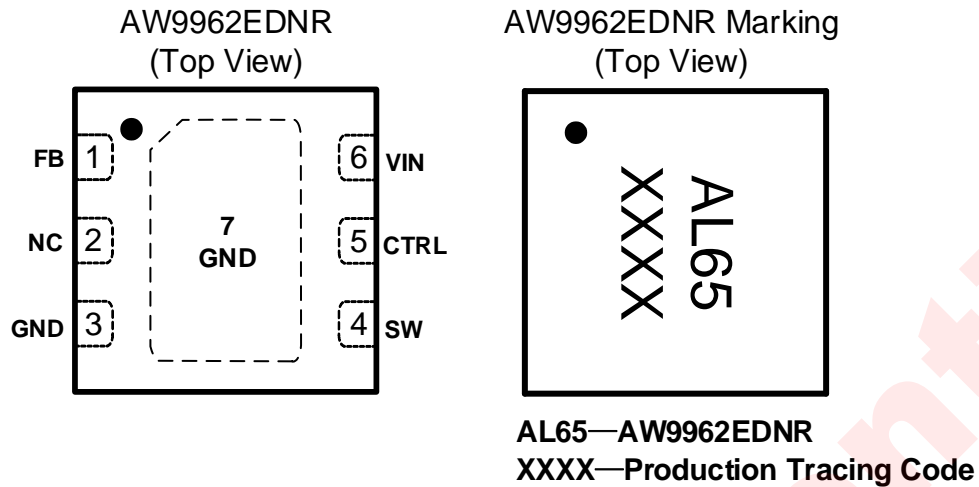 AW9962EDNR
(Top View)
FB 1
NC 2
GND 3
7
GND
6 VIN
5 CTRL
4 SW
AW9962EDNR Marking
(Top View)
AL65
XXXX
AL65—AW9962EDNR
XXXX—Production Tracing Code